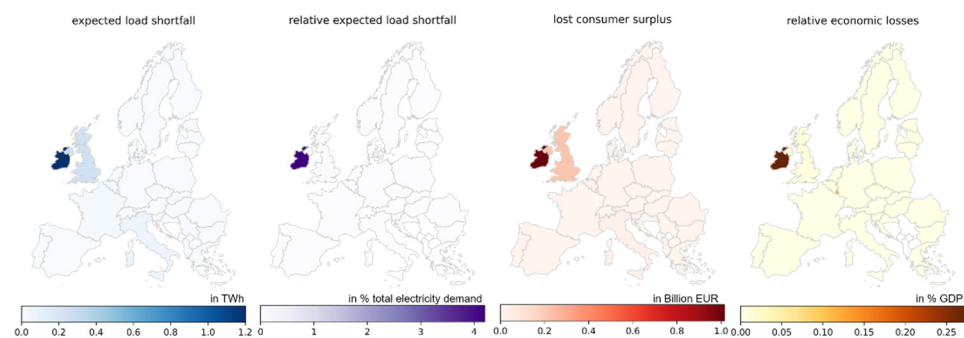 expected load shortfall
relative expected load shortfall
lost consumer surplus
relative economic losses
in TWh
in % total electricity demand
in Billion EUR
in % GDP
0.0 0.2 0.4 0.6 0.8 1.0 1.2
0 1 2 3 4
0.0 0.2 0.4 0.6 0.8 1.0
0.00 0.05 0.10 0.15 0.20 0.25